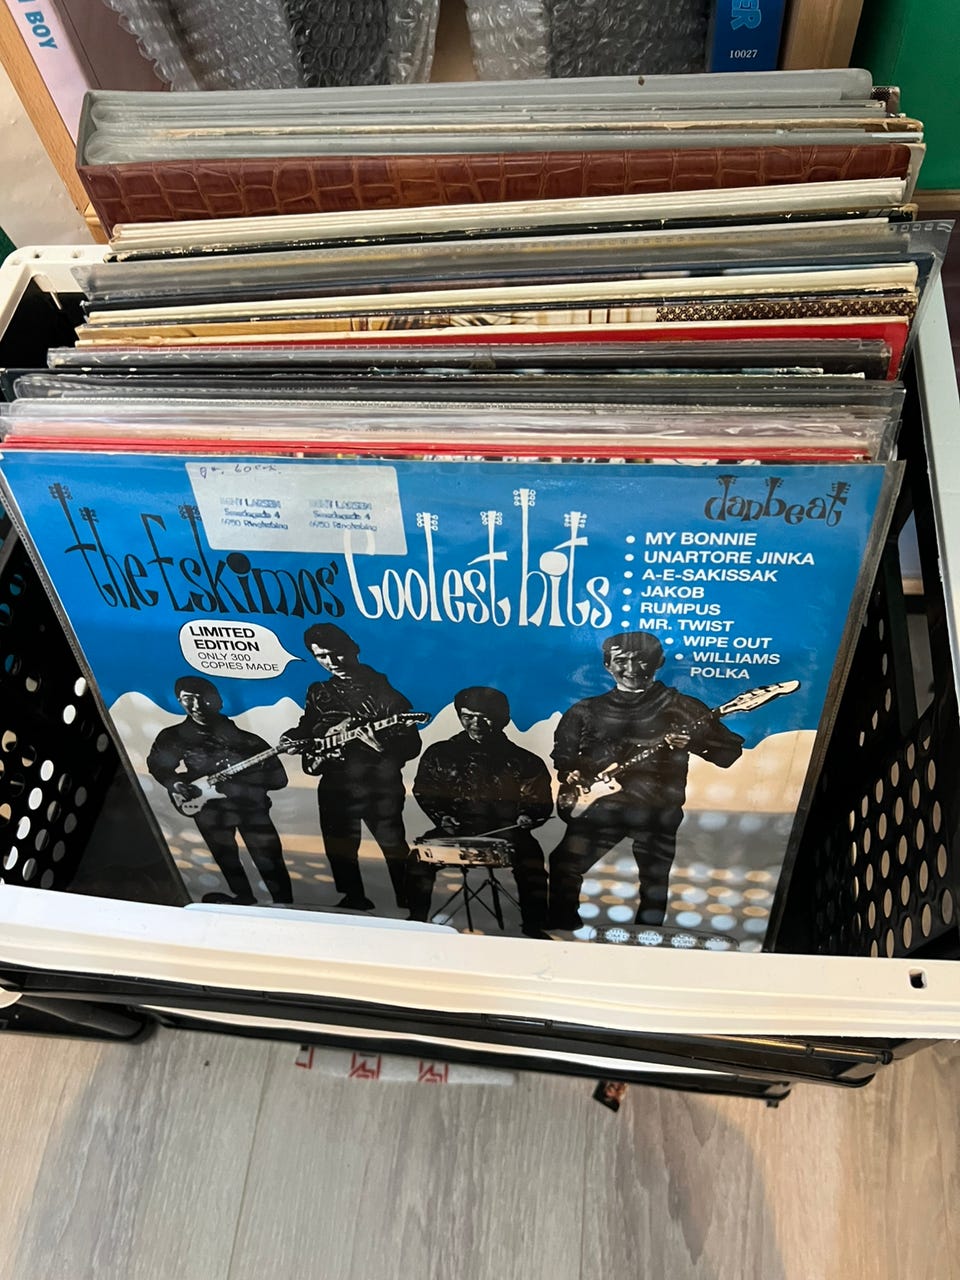 BOY
10027
the Eskimos' Coolest hits
danbeat
LIMITED
EDITION
ONLY 300
COPIES MADE
• MY BONNIE
• UNARTORE JINKA
• A-E-SAKISSAK
• JAKOB
• RUMPUS
• MR. TWIST
• WIPE OUT
• WILLIAMS
POLKA